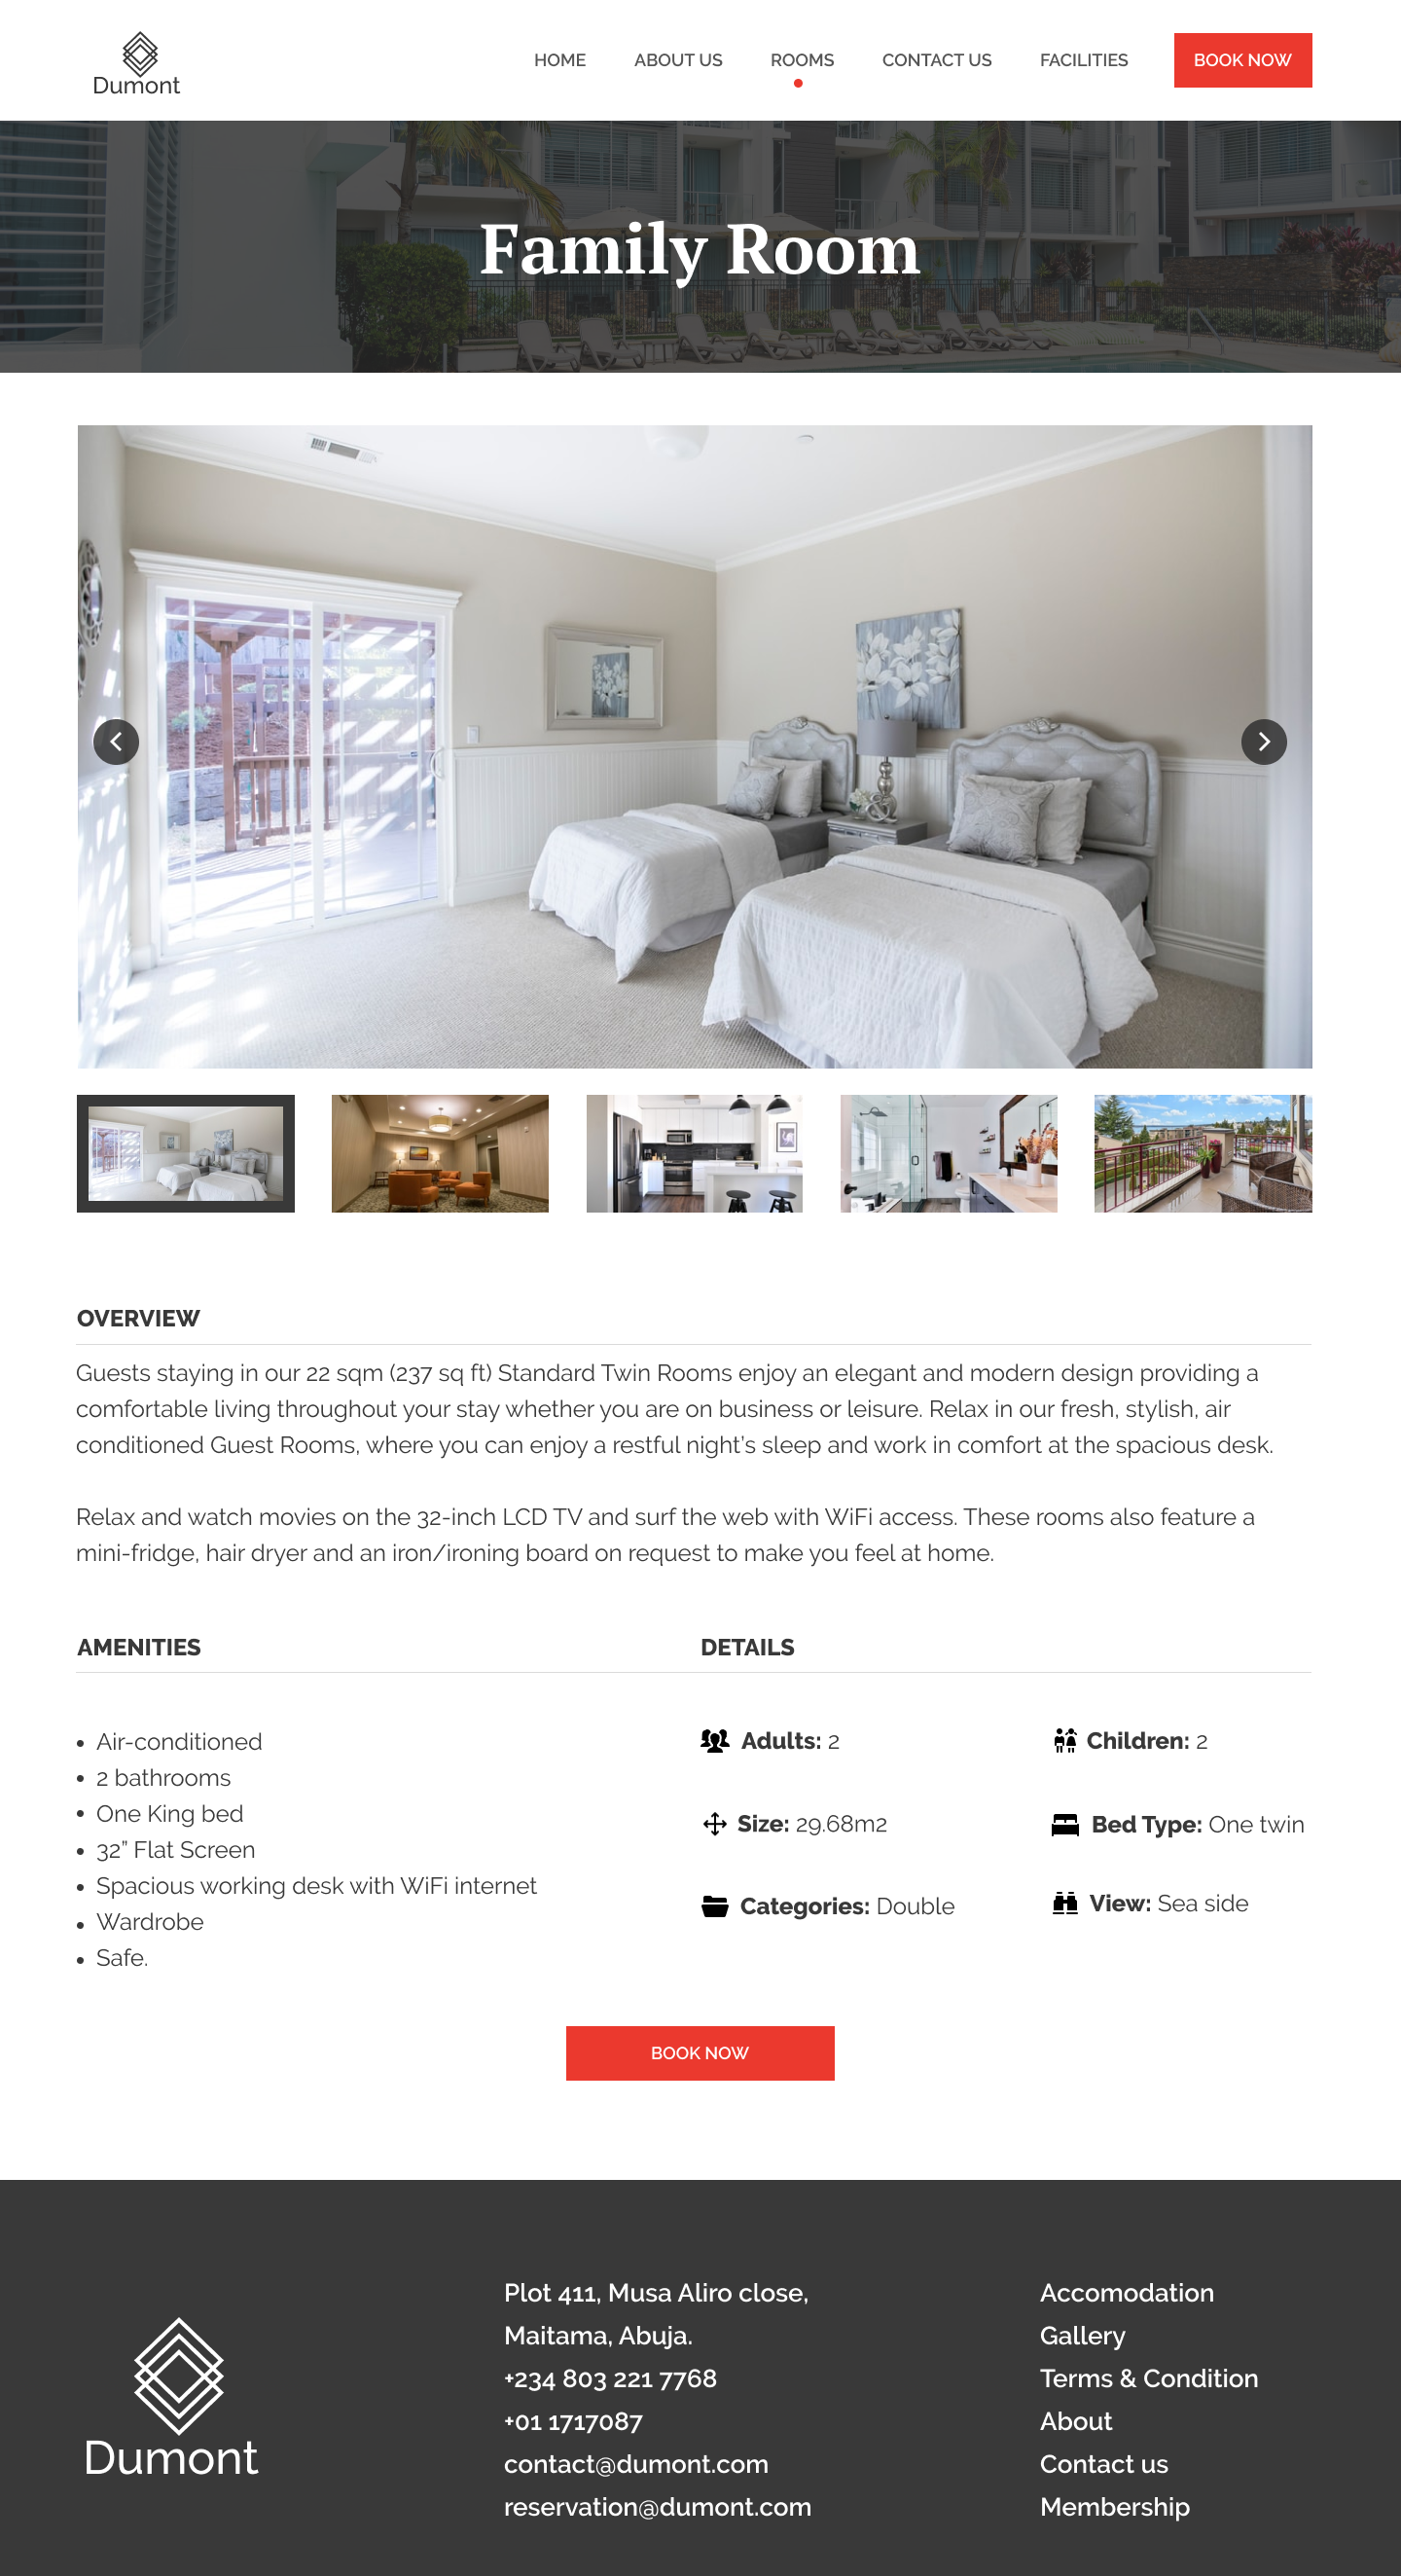 Dumont
HOME ABOUT US ROOMS CONTACT US FACILITIES BOOK NOW
Family Room
OVERVIEW
Guests staying in our 22 sqm (237 sq ft) Standard Twin Rooms enjoy an elegant and modern design providing a
comfortable living throughout your stay whether you are on business or leisure. Relax in our fresh, stylish, air
conditioned Guest Rooms, where you can enjoy a restful night's sleep and work in comfort at the spacious desk.
Relax and watch movies on the 32-inch LCD TV and surf the web with WiFi access. These rooms also feature a
mini-fridge, hair dryer and an iron/ironing board on request to make you feel at home.
AMENITIES
Air-conditioned
2 bathrooms
One King bed
32” Flat Screen
Spacious working desk with WiFi internet
Wardrobe
Safe.
DETAILS
Adults: 2
Children: 2
Size: 29.68m2
Bed Type: One twin
Categories: Double
View: Sea side
BOOK NOW
Dumont
Plot 411, Musa Aliro close,
Maitama, Abuja.
+234 803 221 7768
+01 1717087
contact@dumont.com
reservation@dumont.com
Accomodation
Gallery
Terms & Condition
About
Contact us
Membership